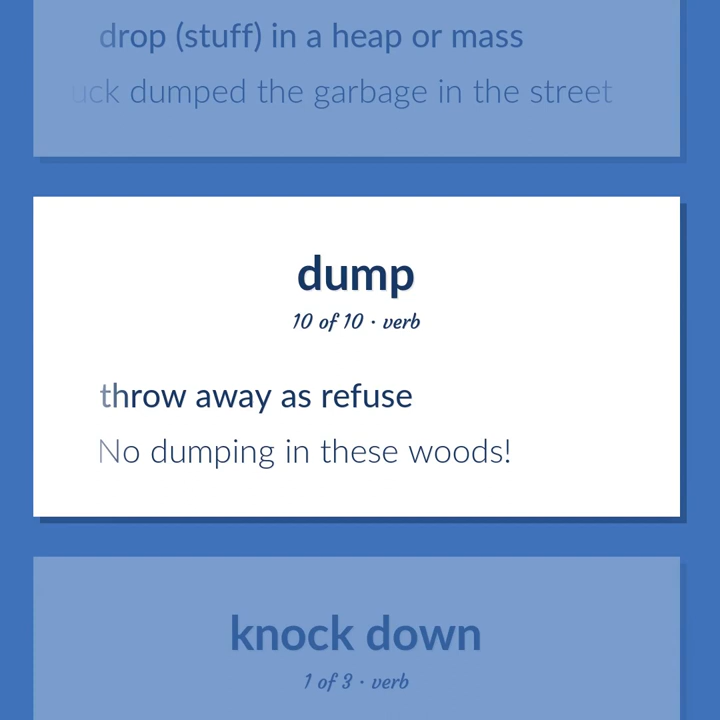 drop (stuff) in a heap or mass
uck dumped the garbage in the street
dump
10 of 10 · verb
throw away as refuse
No dumping in these woods!
knock down
1 of 3 · verb